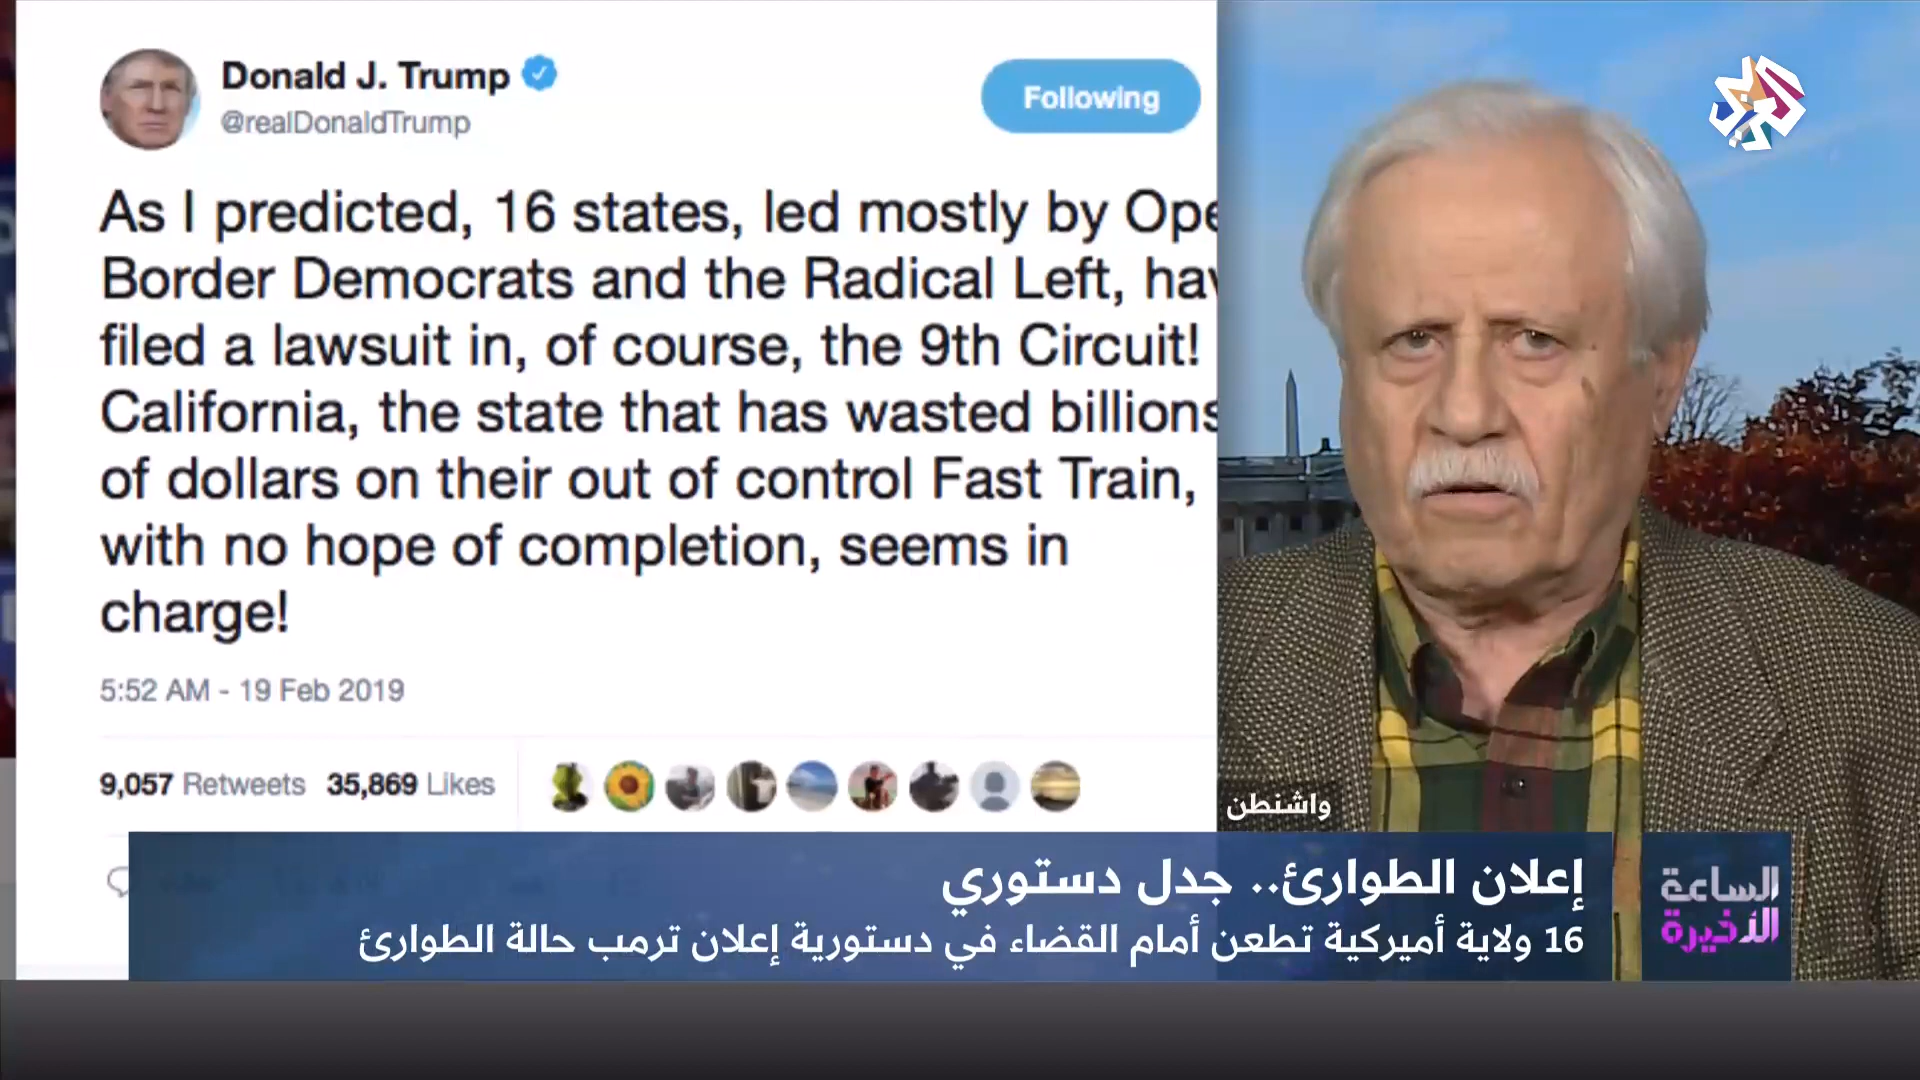 Donald J. Trump
@realDonaldTrump
Following
As I predicted, 16 states, led mostly by Ope
Border Democrats and the Radical Left, hav
filed a lawsuit in, of course, the 9th Circuit!
California, the state that has wasted billions
of dollars on their out of control Fast Train,
with no hope of completion, seems in
charge!
5:52 AM - 19 Feb 2019
9,057 Retweets 35,869 Likes
واشنطن
إعلان الطوارئ.. جدل دستوري
16 ولاية أميركية تطعن أمام القضاء في دستورية إعلان ترمب حالة الطوارئ
الساعة
الأخيرة